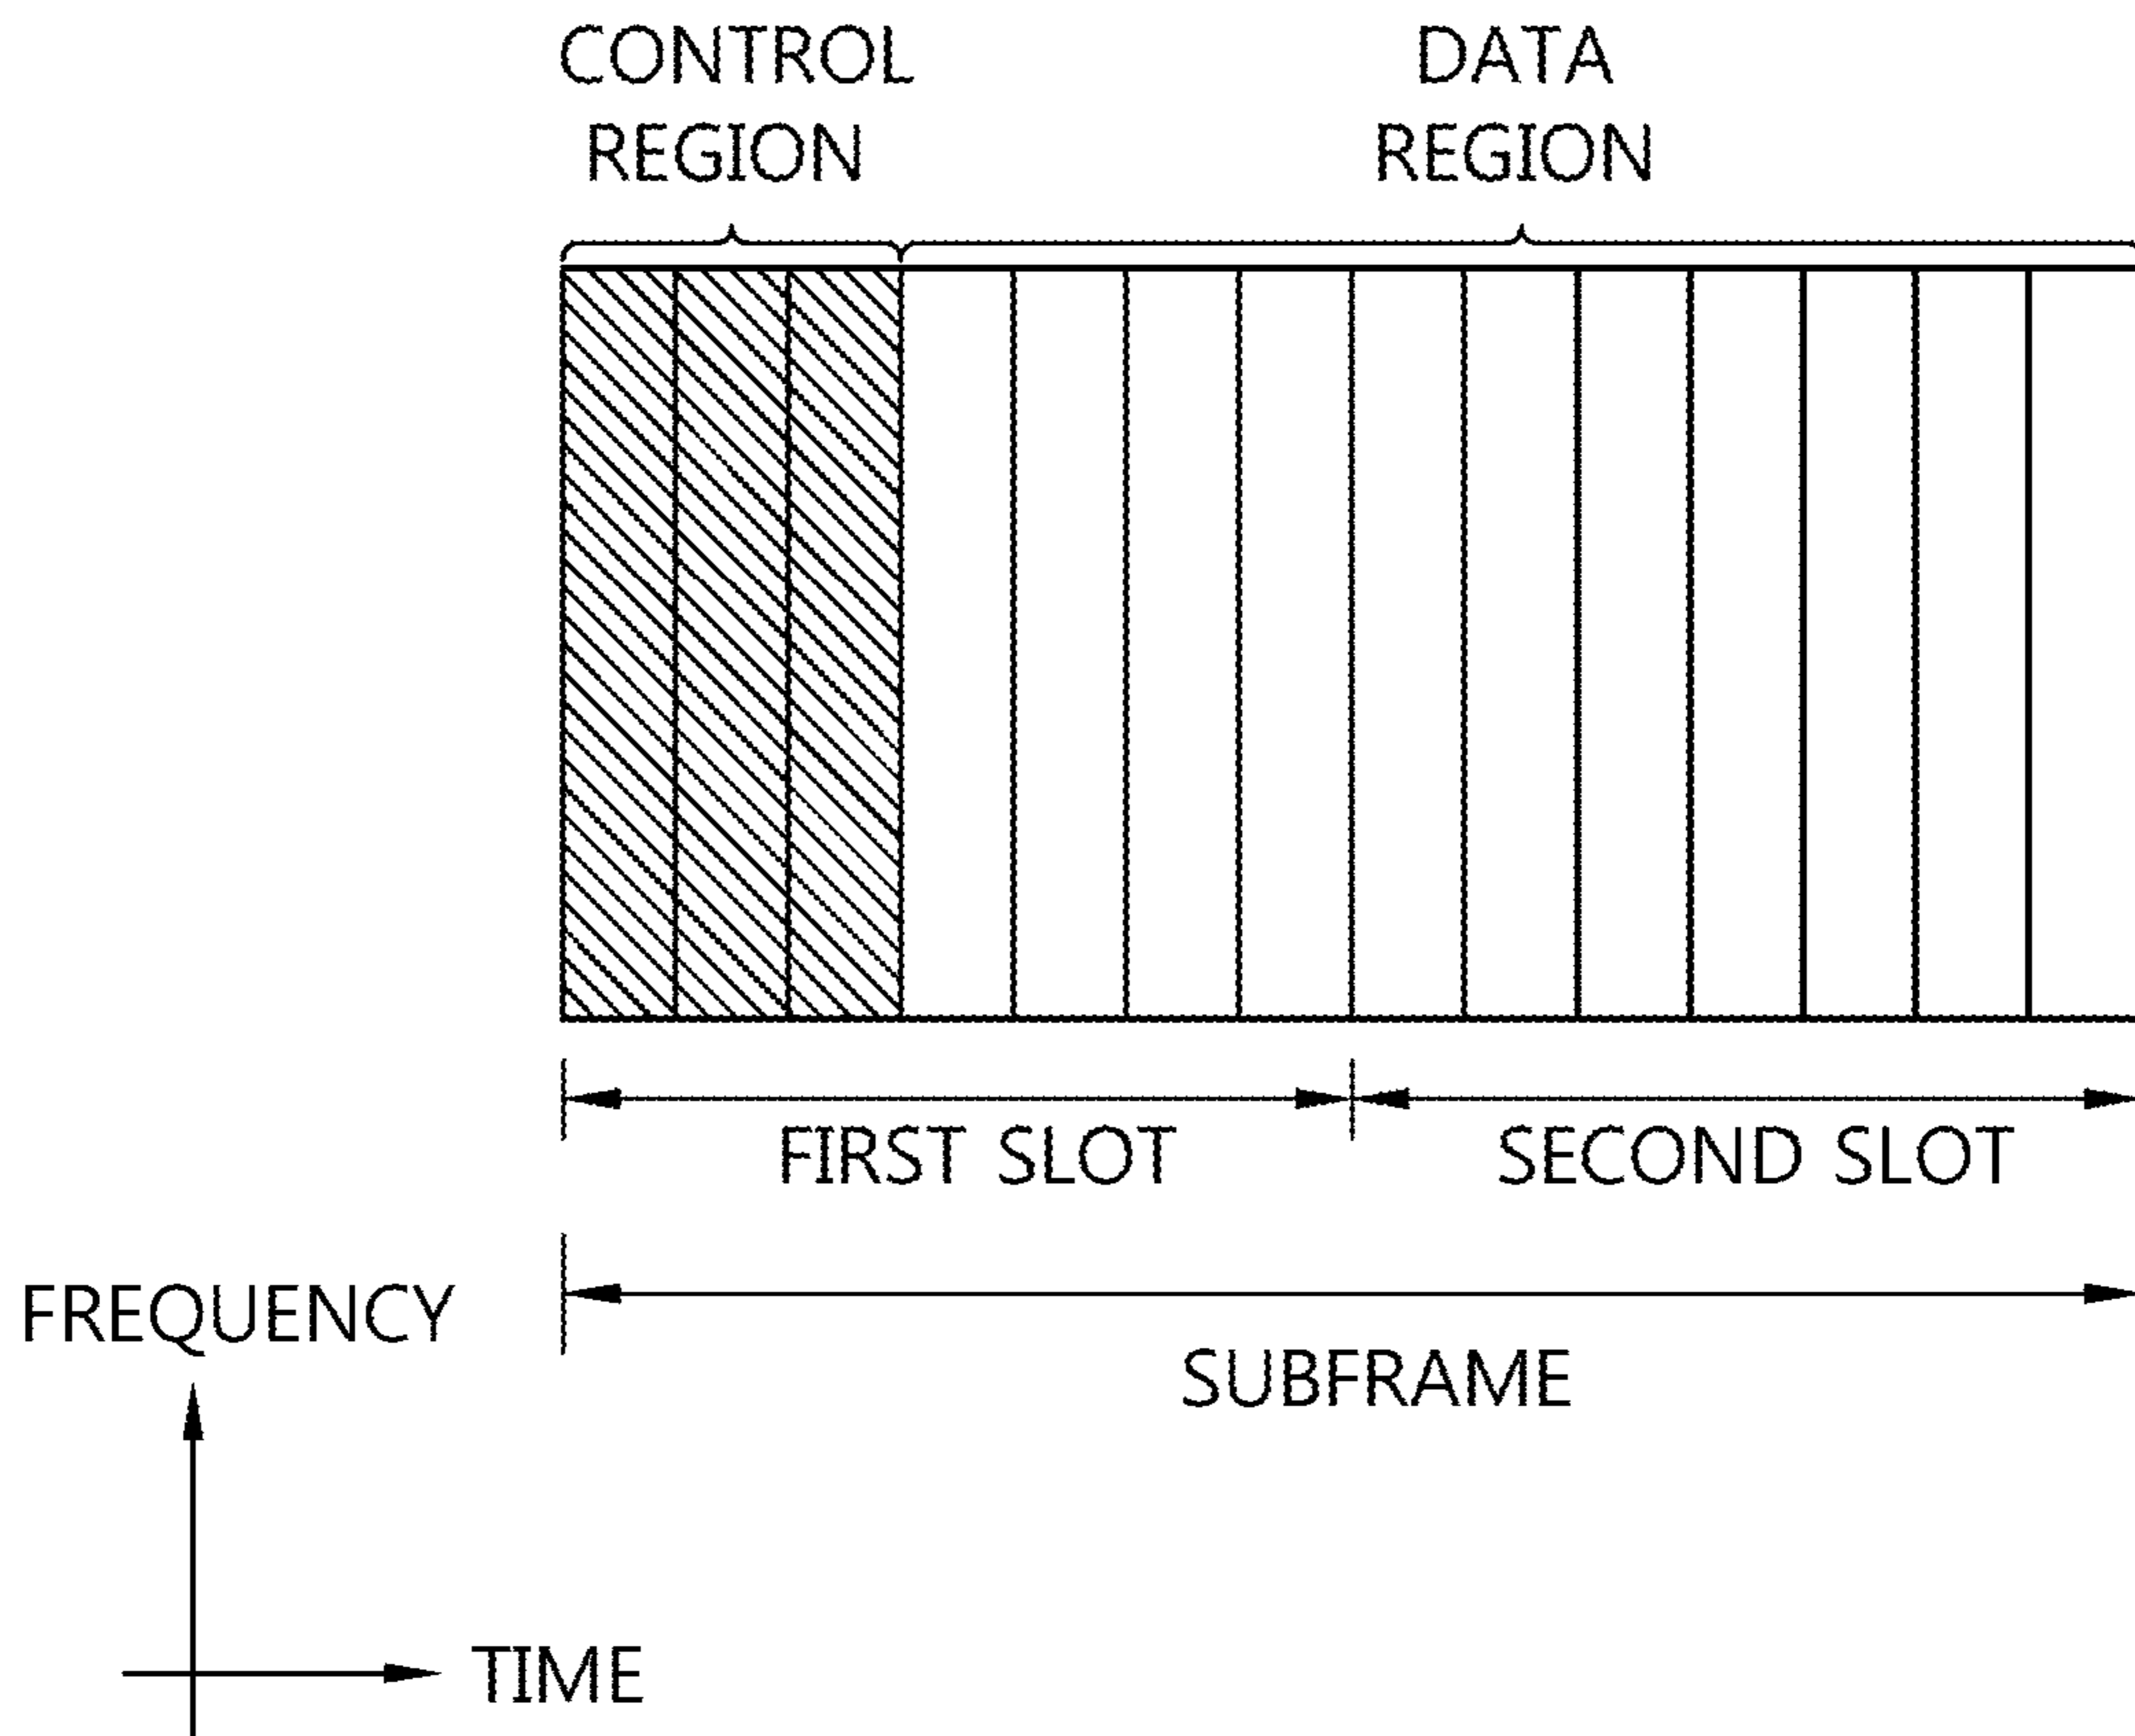 CONTROL
REGION
DATA
REGION
FIRST SLOT
SECOND SLOT
SUBFRAME
FREQUENCY
TIME